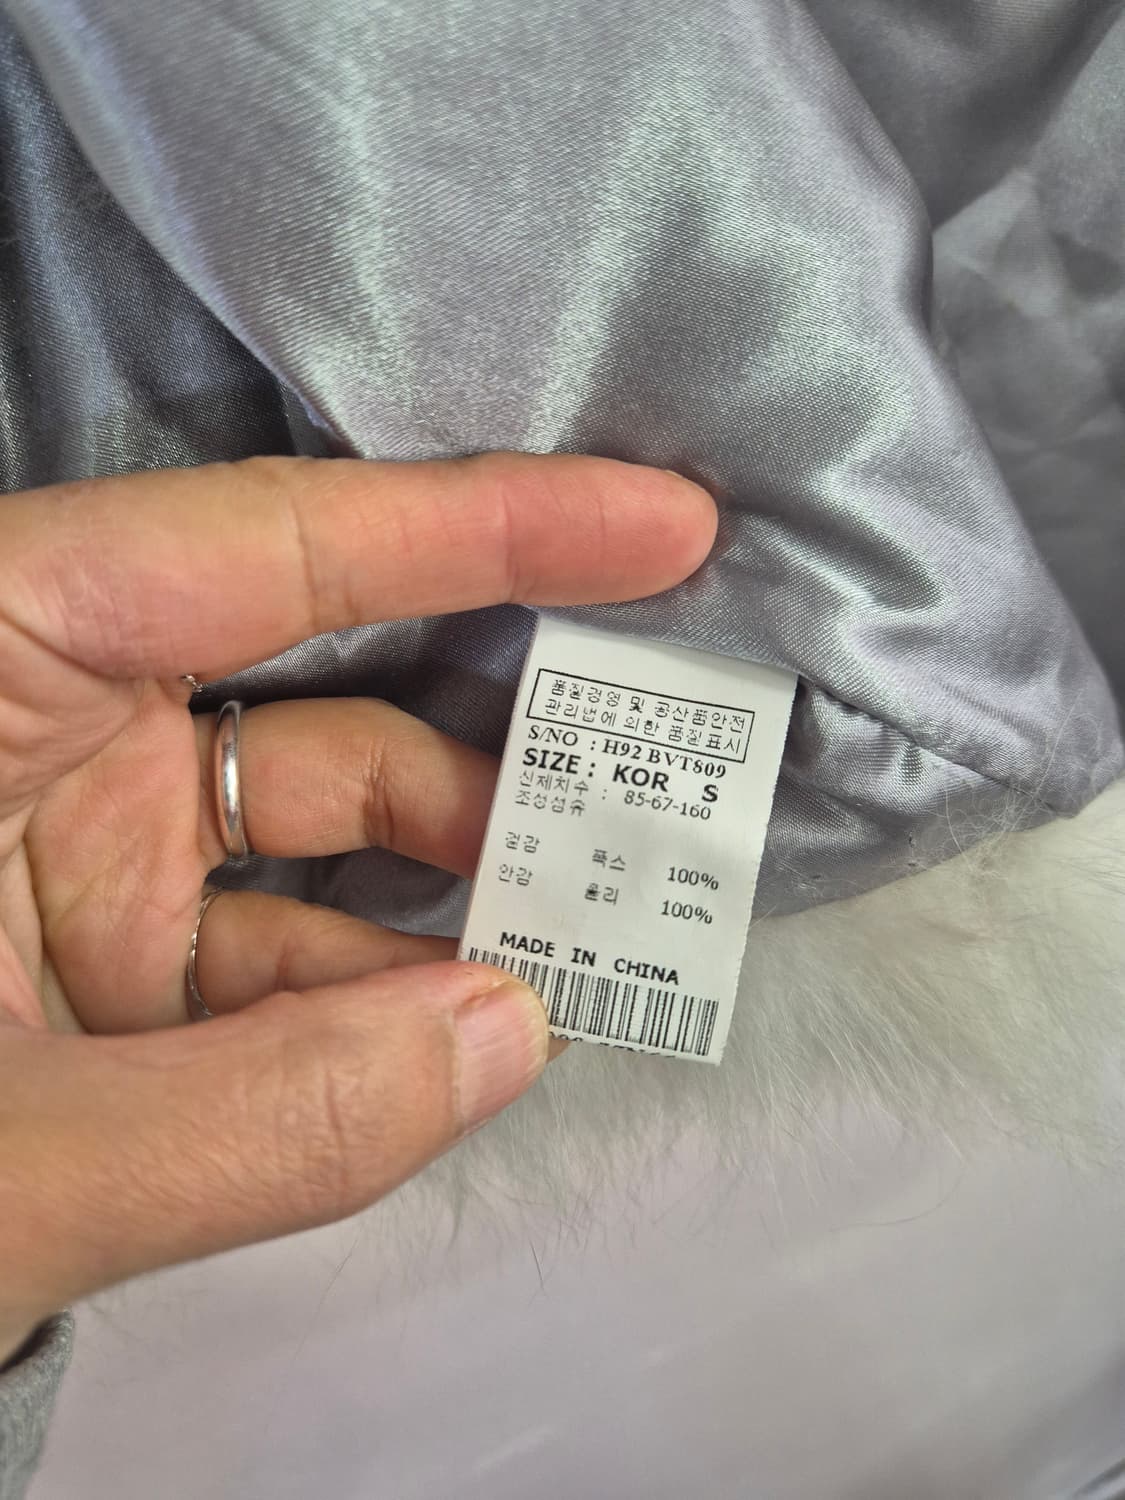 품질경영 및 공산품안전
관리법에 의한 품질표시
S/NO : H92 BVT809
SIZE : KOR S
신체치수 : 85-67-160
조성섬유
겉감 폭스 100%
안감 폴리 100%
MADE IN CHINA